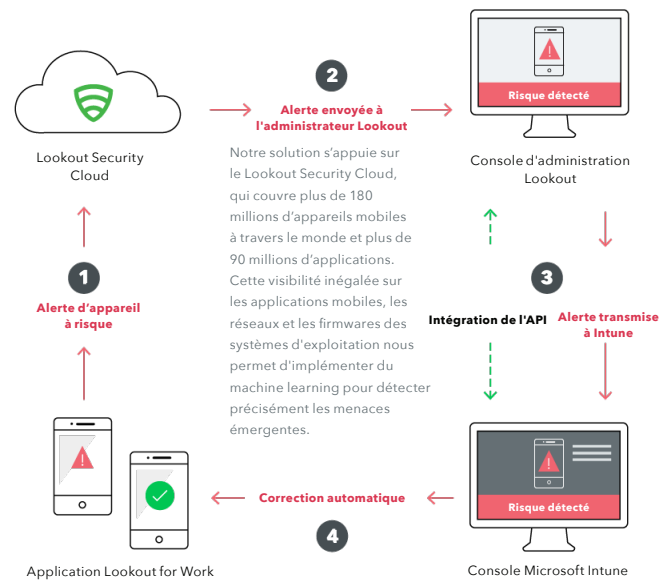 2
Alerte envoyée à
l'administrateur Lookout
Risque détecté
Lookout Security
Cloud
Console d'administration
Lookout
Notre solution s'appuie sur
le Lookout Security Cloud,
qui couvre plus de 180
millions d'appareils mobiles
à travers le monde et plus de
90 millions d'applications.
Cette visibilité inégalée sur
les applications mobiles, les
réseaux et les firmwares des
systèmes d'exploitation nous
permet d'implémenter du
machine learning pour détecter
précisément les menaces
émergentes.
1
Alerte d'appareil
à risque
3
Intégration de l'API
Alerte transmise
à Intune
Risque détecté
Correction automatique
4
Application Lookout for Work
Console Microsoft Intune